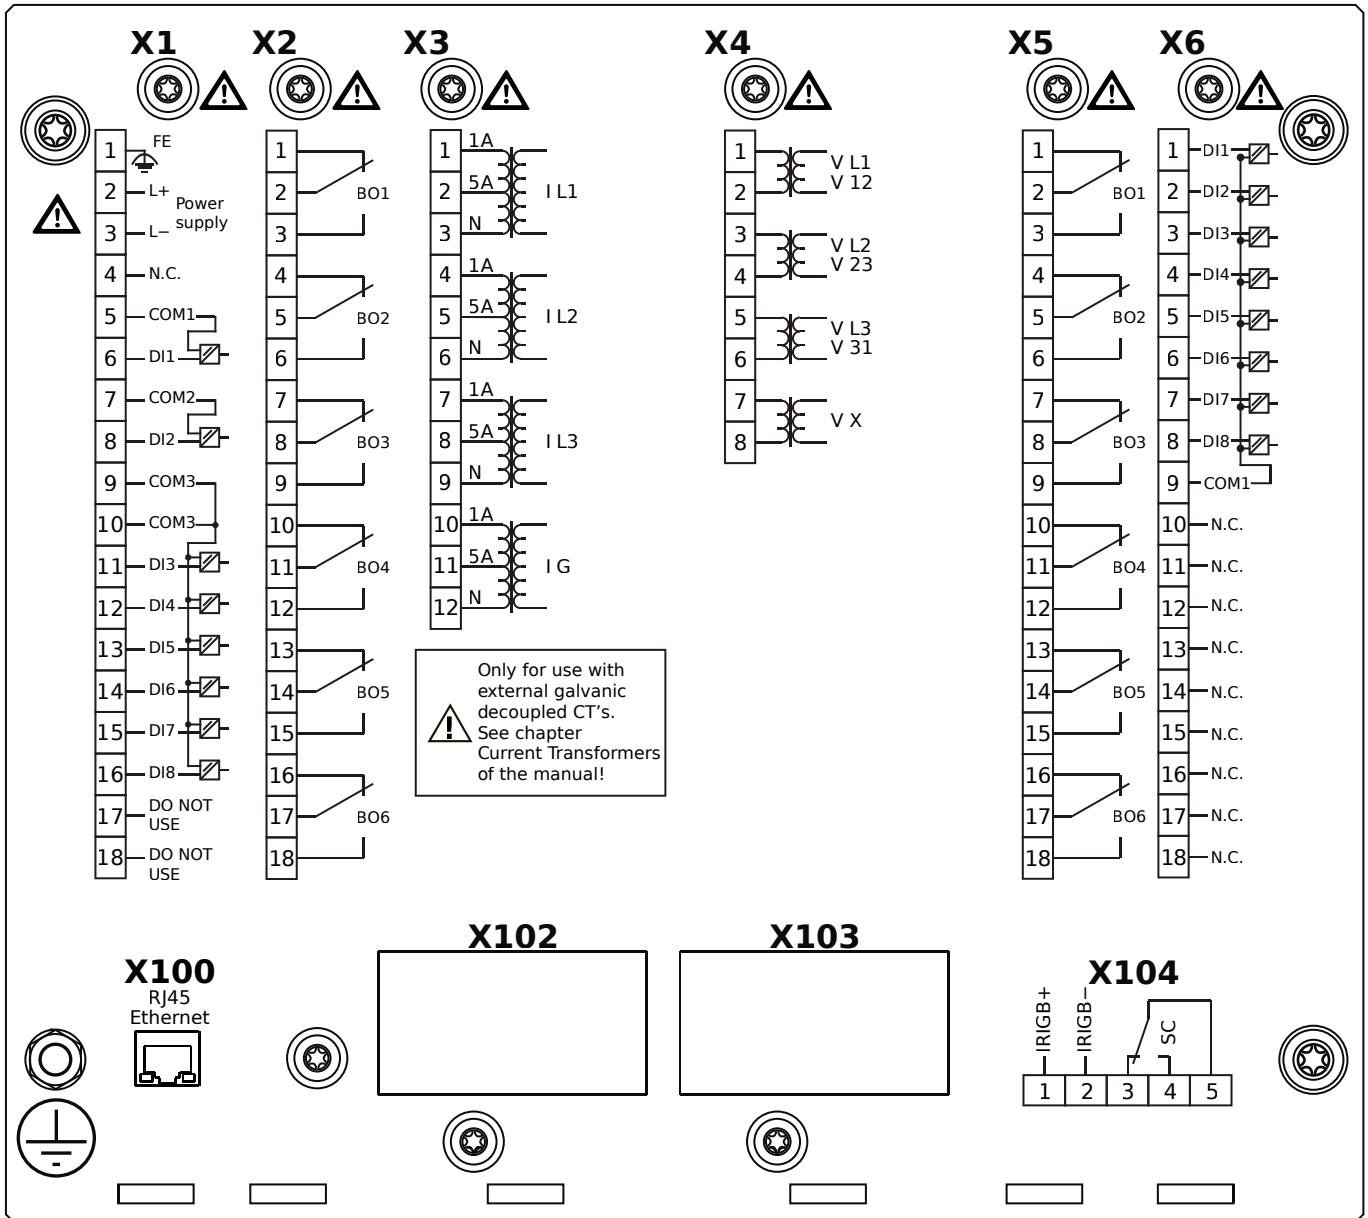 X1
1 FE
2 L+
Power supply
3 L−
4 N.C.
5 COM1
6 DI1
7 COM2
8 DI2
9 COM3
10 COM3
11 DI3
12 DI4
13 DI5
14 DI6
15 DI7
16 DI8
17 DO NOT
USE
18 DO NOT
USE
X2
1
2 BO1
3
4
5 BO2
6
7
8 BO3
9
10
11 BO4
12
13
14 BO5
15
16
17 BO6
18
X3
1 1A
2 5A I L1
3 N
4 1A
5 5A I L2
6 N
7 1A
8 5A I L3
9 N
10 1A
11 5A I G
12 N
Only for use with
external galvanic
decoupled CT's.
See chapter
Current Transformers
of the manual!
X4
1 V L1
2 V 12
3 V L2
4 V 23
5 V L3
6 V 31
7 V X
8
X5
1
2 BO1
3
4
5 BO2
6
7
8 BO3
9
10
11 BO4
12
13
14 BO5
15
16
17 BO6
18
X6
1 DI1
2 DI2
3 DI3
4 DI4
5 DI5
6 DI6
7 DI7
8 DI8
9 COM1
10 N.C.
11 N.C.
12 N.C.
13 N.C.
14 N.C.
15 N.C.
16 N.C.
17 N.C.
18 N.C.
X100
RJ45
Ethernet
X102
X103
X104
IRIGB+
IRIGB−
SC
1 2 3 4 5